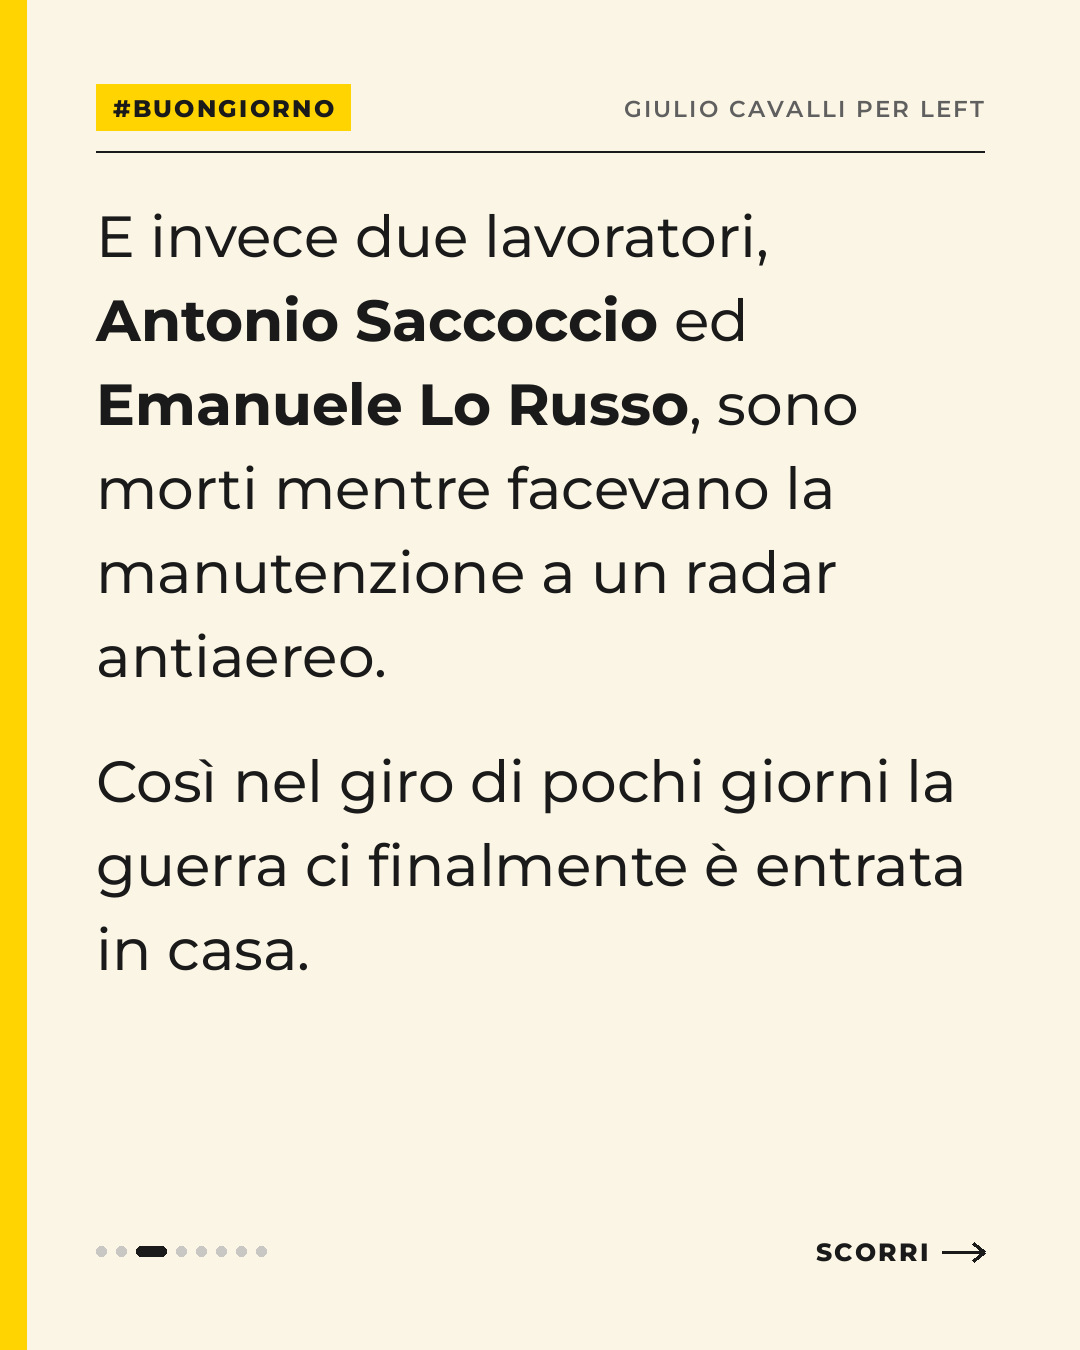 #BUONGIORNO
GIULIO CAVALLI PER LEFT
E invece due lavoratori,
Antonio Saccoccio ed
Emanuele Lo Russo, sono
morti mentre facevano la
manutenzione a un radar
antiaereo.
Così nel giro di pochi giorni la
guerra ci finalmente è entrata
in casa.
SCORRI